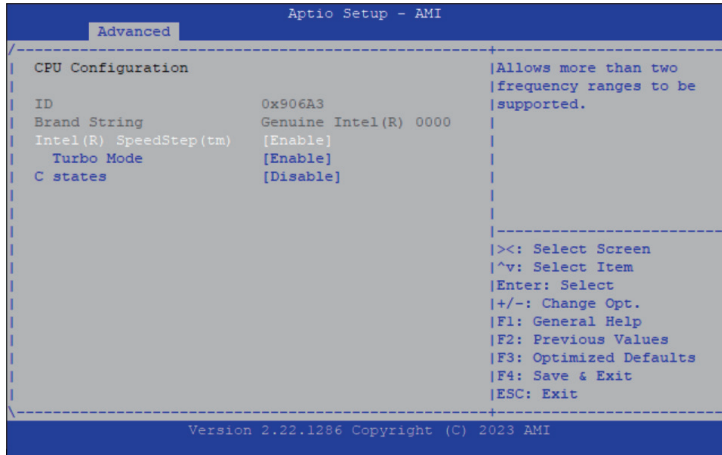 Aptio Setup - AMI
Advanced
CPU Configuration
ID 0x906A3
Brand String Genuine Intel(R) 0000
Intel(R) SpeedStep(tm) [Enable]
Turbo Mode [Enable]
C states [Disable]
Allows more than two
frequency ranges to be
supported.
><: Select Screen
^v: Select Item
Enter: Select
+/-: Change Opt.
F1: General Help
F2: Previous Values
F3: Optimized Defaults
F4: Save & Exit
ESC: Exit
Version 2.22.1286 Copyright (C) 2023 AMI